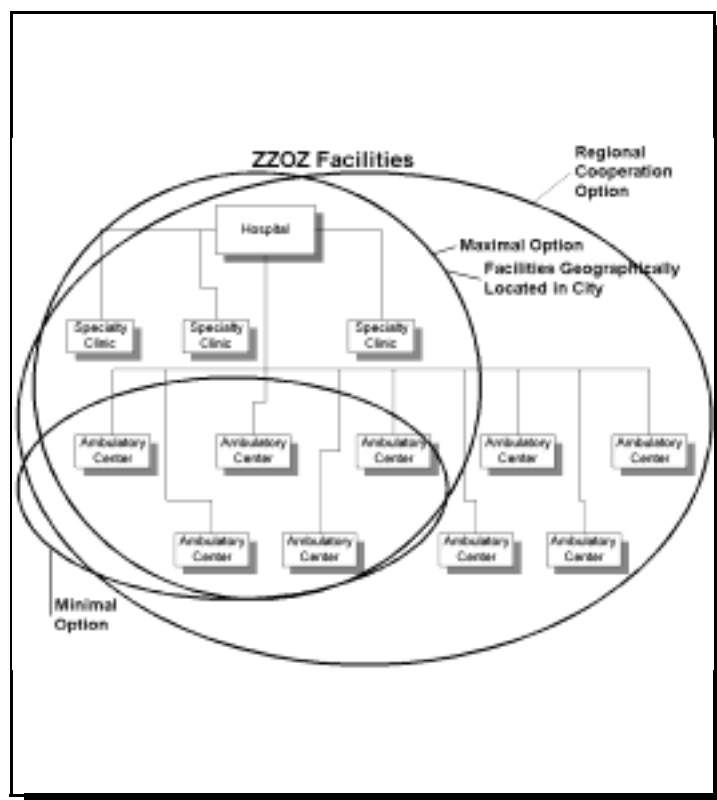 ZZOZ Facilities
Regional
Cooperation
Option
Hospital
Maximal Option
Facilities Geographically
Located in City
Specialty
Clinic
Specialty
Clinic
Specialty
Clinic
Ambulatory
Center
Ambulatory
Center
Ambulatory
Center
Ambulatory
Center
Ambulatory
Center
Ambulatory
Center
Ambulatory
Center
Ambulatory
Center
Ambulatory
Center
Minimal
Option